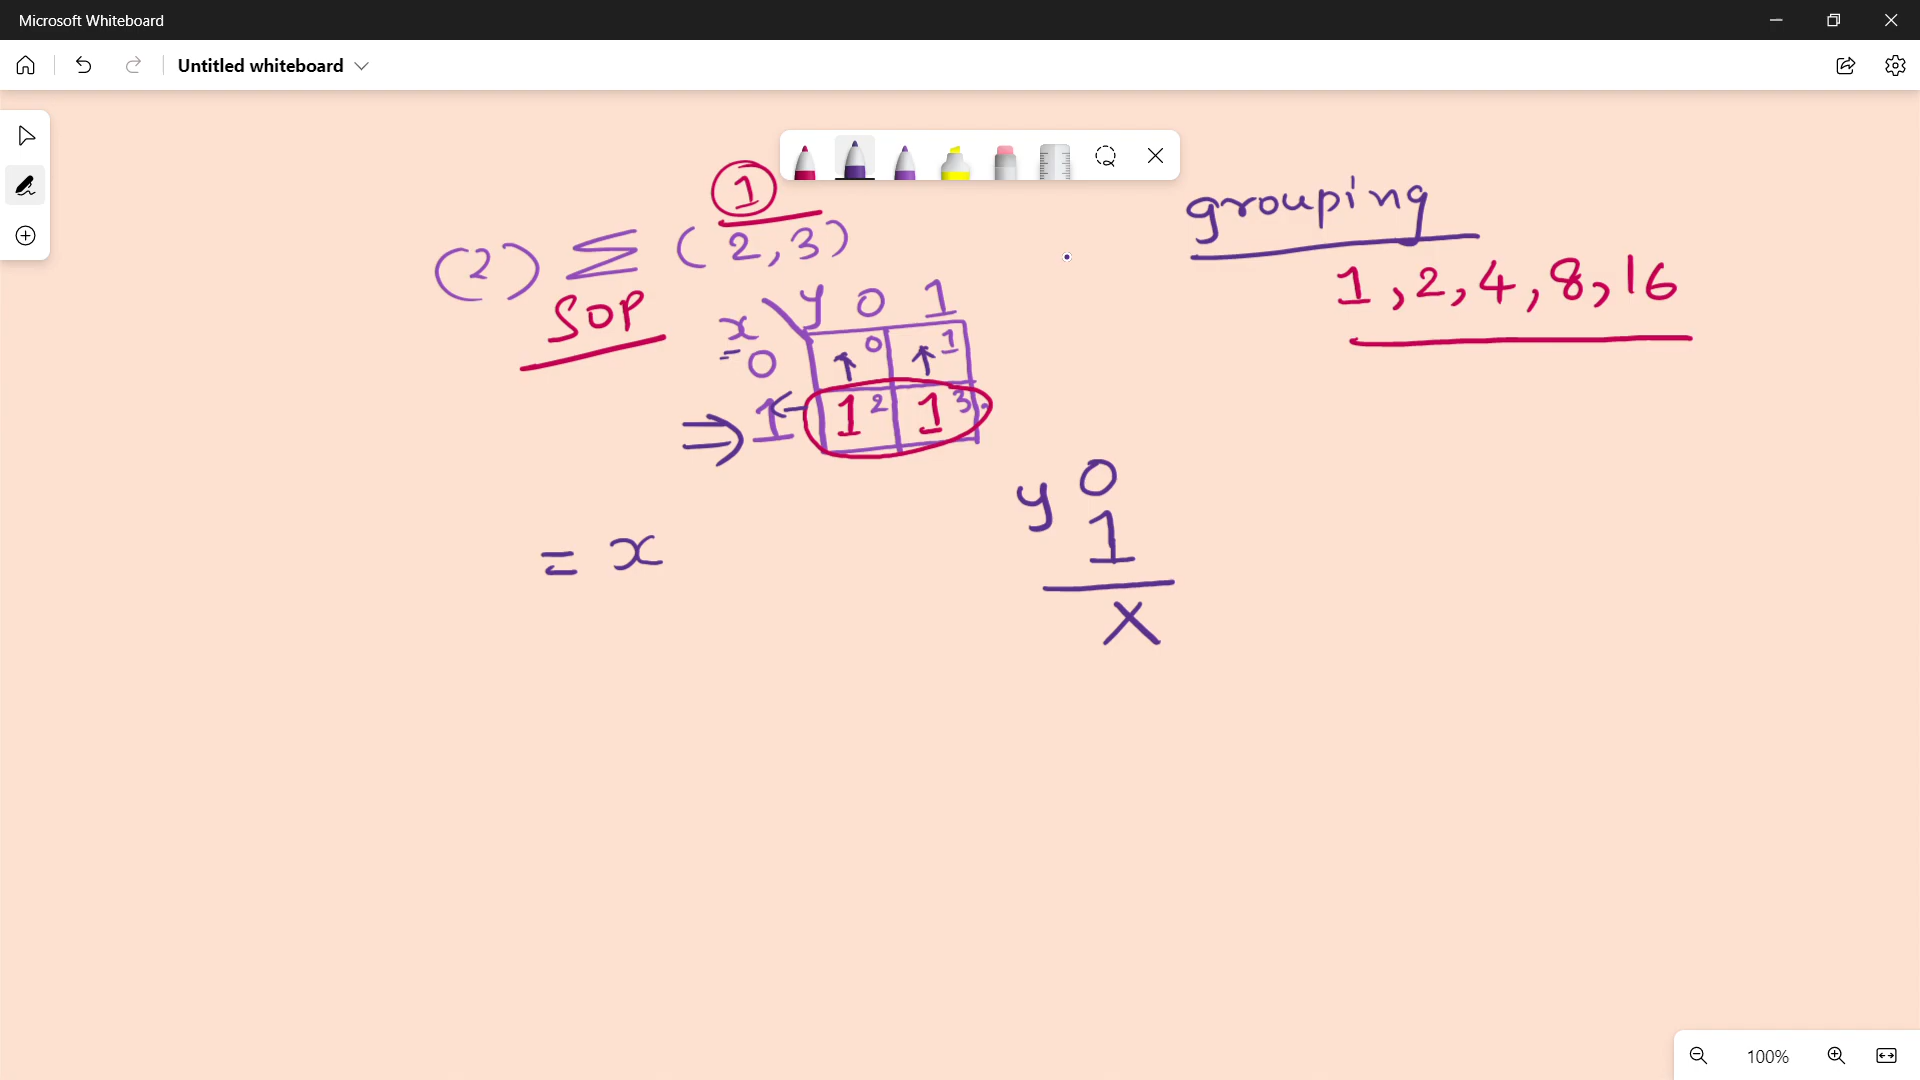 Microsoft Whiteboard
Untitled whiteboard
1
(2) Σ (2,3)
SOP
grouping
1,2,4,8,16
y 0 1
x
= 0 ↑ 0 ↑ 1
⇒ 1 ← 1 2 1 3
y 0
1
x
= x
100%